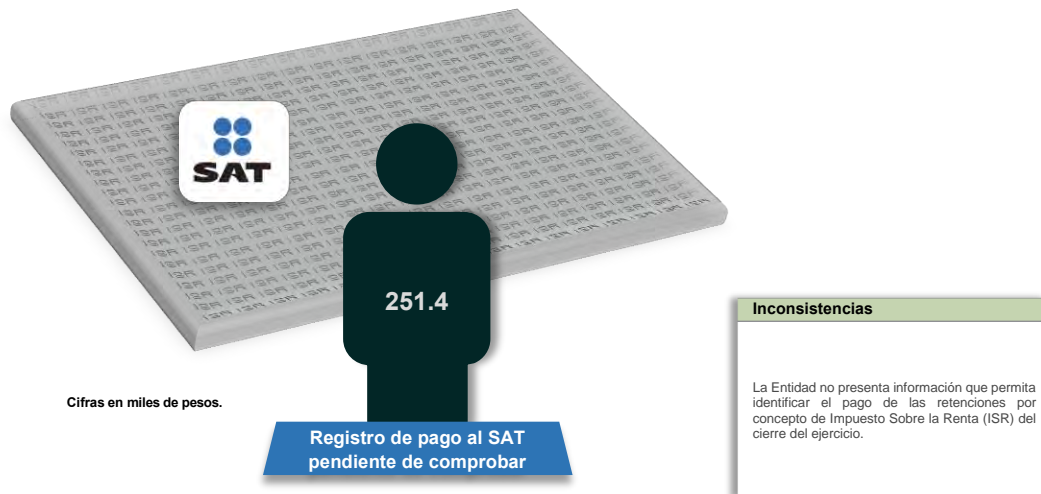 SAT
251.4
Cifras en miles de pesos.
Registro de pago al SAT
pendiente de comprobar
Inconsistencias
La Entidad no presenta información que permita
identificar el pago de las retenciones por
concepto de Impuesto Sobre la Renta (ISR) del
cierre del ejercicio.